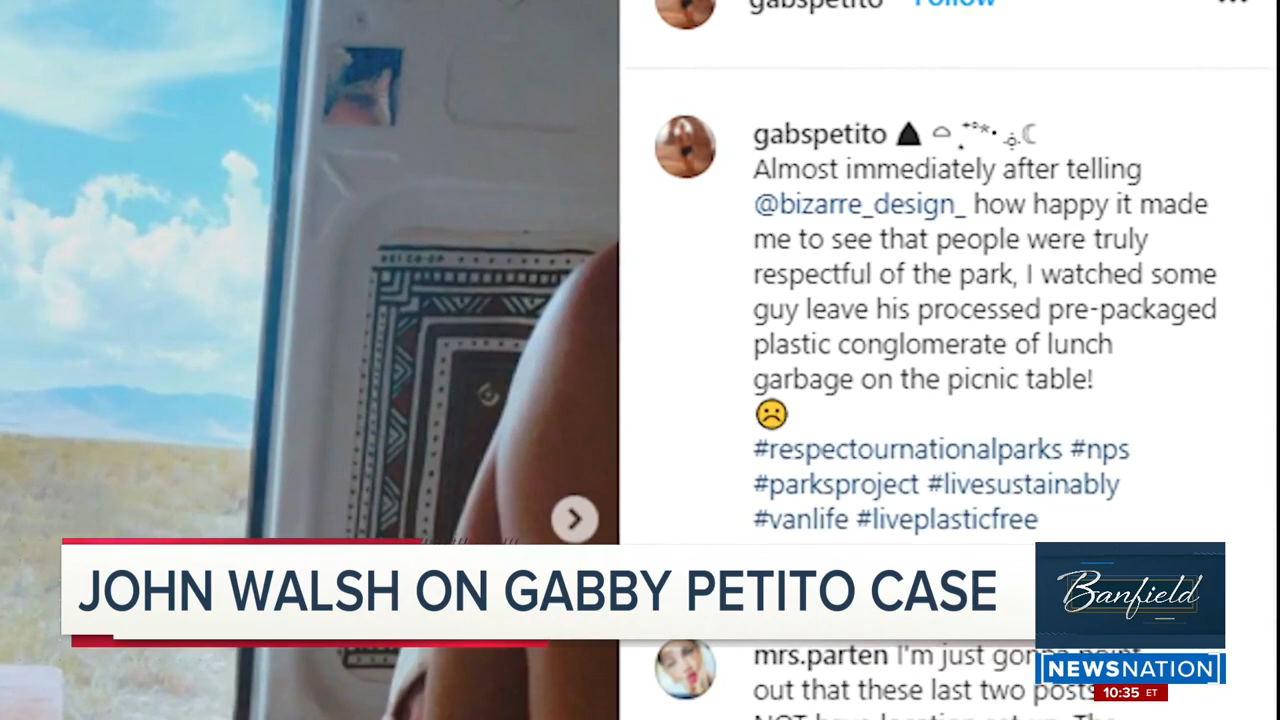 gabspetito Follow
gabspetito
Almost immediately after telling
@bizarre_design_ how happy it made
me to see that people were truly
respectful of the park, I watched some
guy leave his processed pre-packaged
plastic conglomerate of lunch
garbage on the picnic table!
#respectournationalparks #nps
#parksproject #livesustainably
#vanlife #liveplasticfree
JOHN WALSH ON GABBY PETITO CASE
Banfield
mrs.parten I'm just gonna point
out that these last two posts
NEWSNATION
10:35 ET